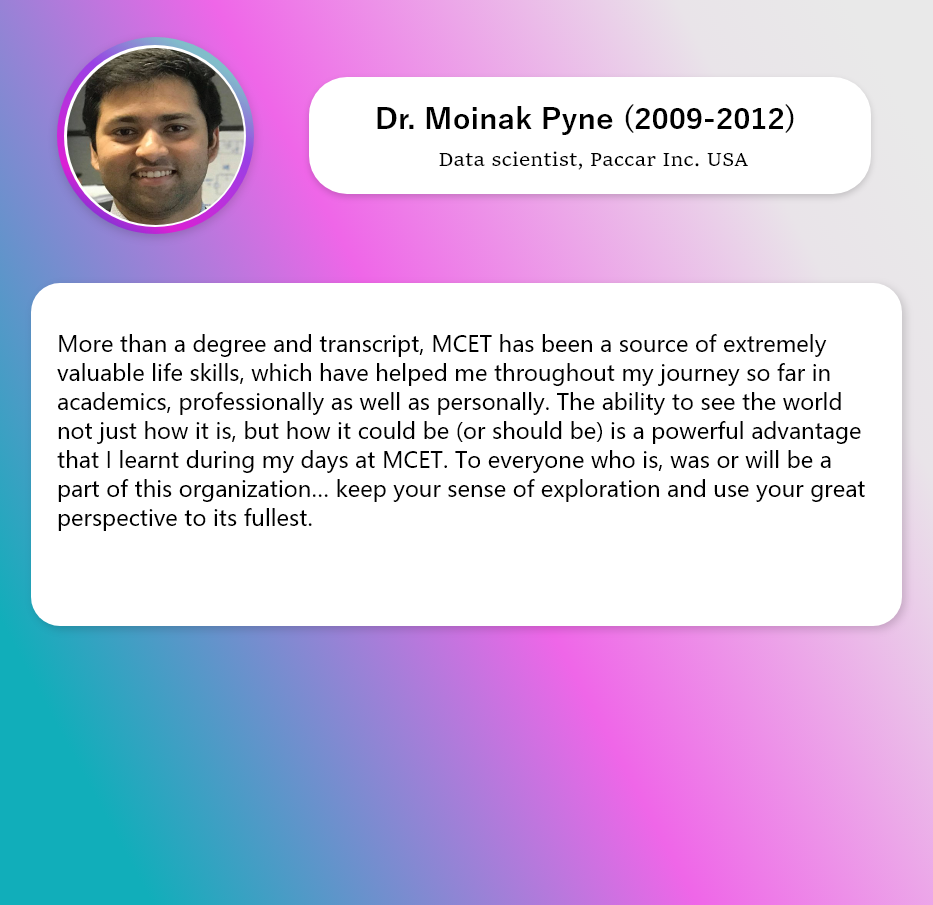 Dr. Moinak Pyne (2009-2012)
Data scientist, Paccar Inc. USA
More than a degree and transcript, MCET has been a source of extremely
valuable life skills, which have helped me throughout my journey so far in
academics, professionally as well as personally. The ability to see the world
not just how it is, but how it could be (or should be) is a powerful advantage
that I learnt during my days at MCET. To everyone who is, was or will be a
part of this organization... keep your sense of exploration and use your great
perspective to its fullest.